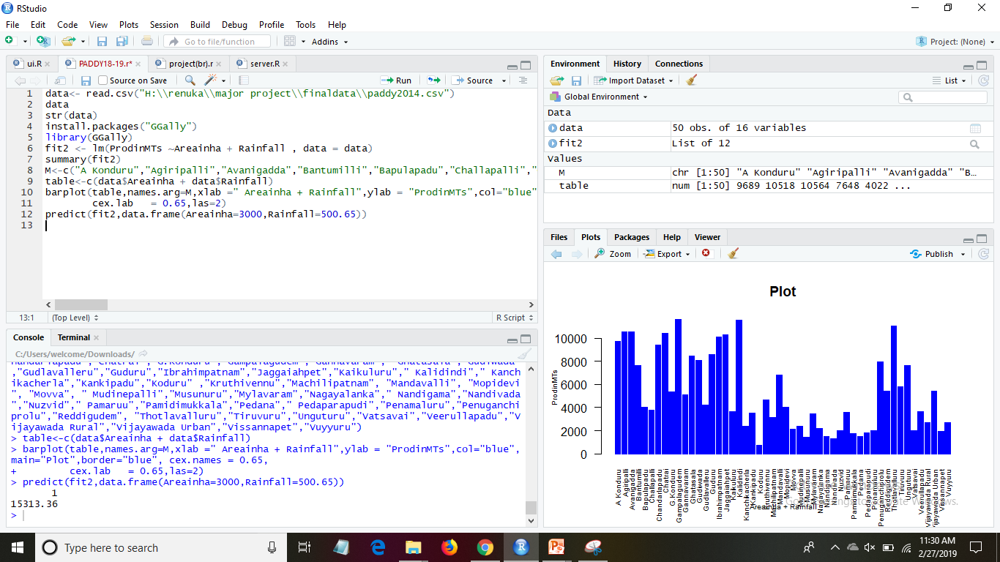 RStudio
File Edit Code View Plots Session Build Debug Profile Tools Help
Go to file/function Addins Project: (None)
ui.R PADDY18-19.r* project(br).r server.R
Source on Save Run Source
1 data<- read.csv("H:\\renuka\\major project\\finaldata\\paddy2014.csv")
2 data
3 str(data)
4 install.packages("GGally")
5 library(GGally)
6 fit2 <- lm(ProdinMTs ~Areainha + Rainfall , data = data)
7 summary(fit2)
8 M<-c("A Konduru","Agiripalli","Avanigadda","Bantumilli","Bapulapadu","Challapalli","
9 table<-c(data$Areainha + data$Rainfall)
10 barplot(table,names.arg=M,xlab =" Areainha + Rainfall",ylab = "ProdinMTs",col="blue"
11 cex.lab = 0.65,las=2)
12 predict(fit2,data.frame(Areainha=3000,Rainfall=500.65))
13
13:1 (Top Level) R Script
Console Terminal
C:/Users/welcome/Downloads/
,"Gudlavalleru","Guduru","Ibrahimpatnam","Jaggaiahpet","Kaikuluru"," Kalidindi"," Kanch
ikacherla","Kankipadu","Koduru" ,"Kruthivennu","Machilipatnam", "Mandavalli", "Mopidevi
", "Movva", " Mudinepalli","Musunuru","Mylavaram","Nagayalanka"," Nandigama","Nandivada
","Nuzvid"," Pamaruu","Pamidimukkala","Pedana"," Pedaparapudi","Penamaluru","Penuganchi
prolu","Reddigudem", "Thotlavalluru","Tiruvuru","Unguturu","Vatsavai","Veerullapadu","V
ijayawada Rural","Vijayawada Urban","Vissannapet","Vuyyuru")
> table<-c(data$Areainha + data$Rainfall)
> barplot(table,names.arg=M,xlab =" Areainha + Rainfall",ylab = "ProdinMTs",col="blue",
main="Plot",border="blue", cex.names = 0.65,
+ cex.lab = 0.65,las=2)
> predict(fit2,data.frame(Areainha=3000,Rainfall=500.65))
1
15313.36
>
Environment History Connections
Import Dataset List
Global Environment
Data
data 50 obs. of 16 variables
fit2 List of 12
Values
M chr [1:50] "A Konduru" "Agiripalli" "Avanigadda" "B…
table num [1:50] 9689 10518 10564 7648 4022 ...
Files Plots Packages Help Viewer
Zoom Export Publish
Plot
ProdinMTs
10000
8000
6000
4000
2000
0
A Konduru
Agiripalli
Avanigadda
Bantumilli
Bapulapadu
Challapalli
Chandarlapadu
Chatrai
G.Konduru
Gampalagudem
Gannavaram
Ghatasala
Gudiwada
Gudlavalleru
Guduru
Ibrahimpatnam
Jaggaiahpet
Kaikuluru
Kalidindi
Kanchikacherla
Kankipadu
Koduru
Kruthivennu
Machilipatnam
Mandavalli
Mopidevi
Movva
Mudinepalli
Musunuru
Mylavaram
Nagayalanka
Nandigama
Nandivada
Nuzvid
Pamaruu
Pamidimukkala
Pedana
Pedaparapudi
Penamaluru
Penuganchiprolu
Reddigudem
Thotlavalluru
Tiruvuru
Unguturu
Vatsavai
Veerullapadu
Vijayawada Rural
Vijayawada Urban
Vissannapet
Vuyyuru
Areainha + Rainfall
Type here to search
11:30 AM
2/27/2019